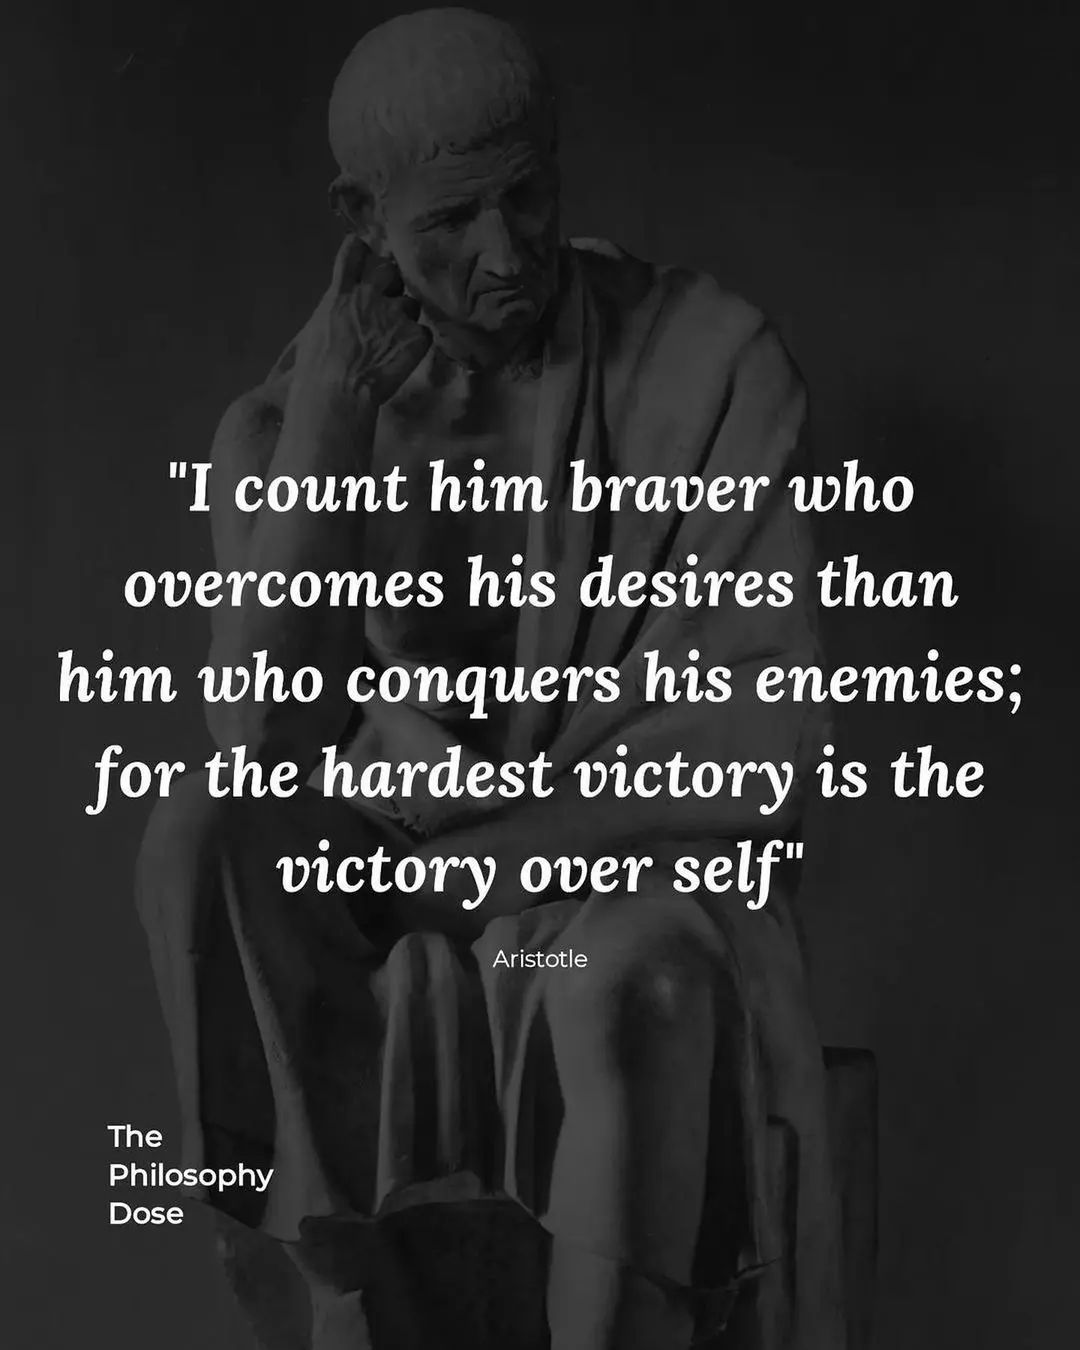 "I count him braver who
overcomes his desires than
him who conquers his enemies;
for the hardest victory is the
victory over self"
Aristotle
The
Philosophy
Dose